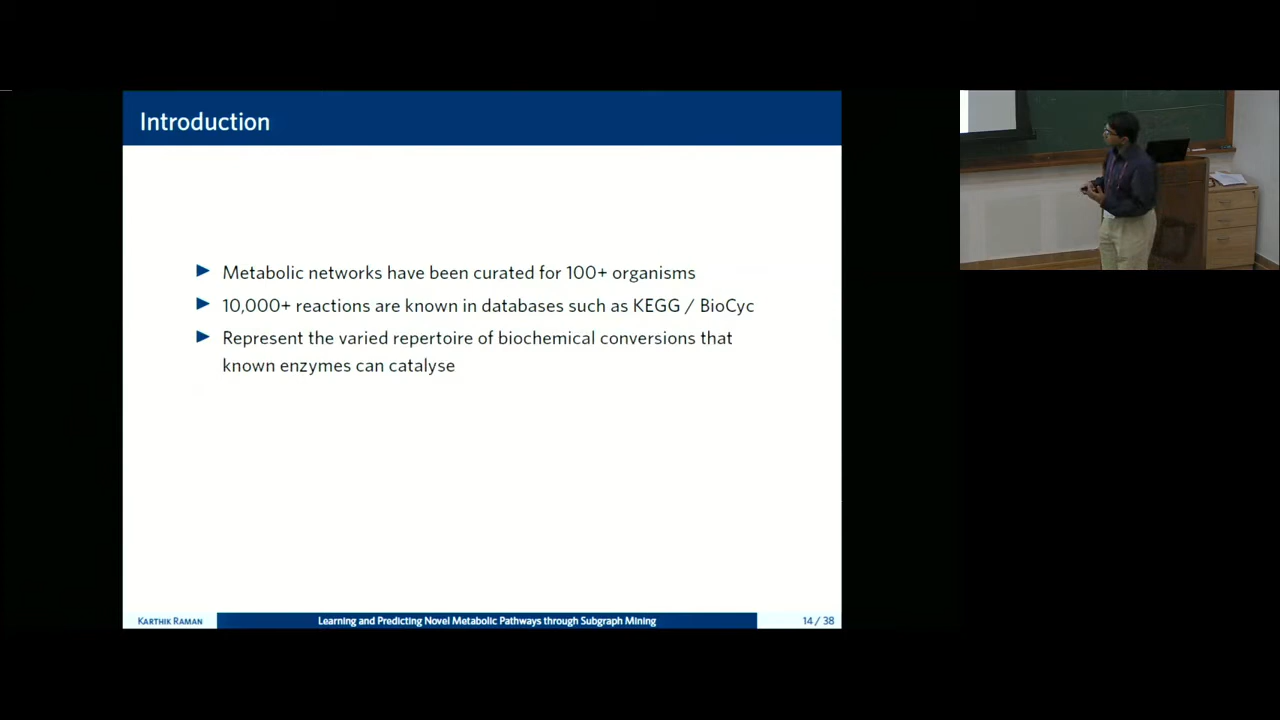 Introduction
Metabolic networks have been curated for 100+ organisms
10,000+ reactions are known in databases such as KEGG / BioCyc
Represent the varied repertoire of biochemical conversions that
known enzymes can catalyse
KARTHIK RAMAN
Learning and Predicting Novel Metabolic Pathways through Subgraph Mining
14 / 38